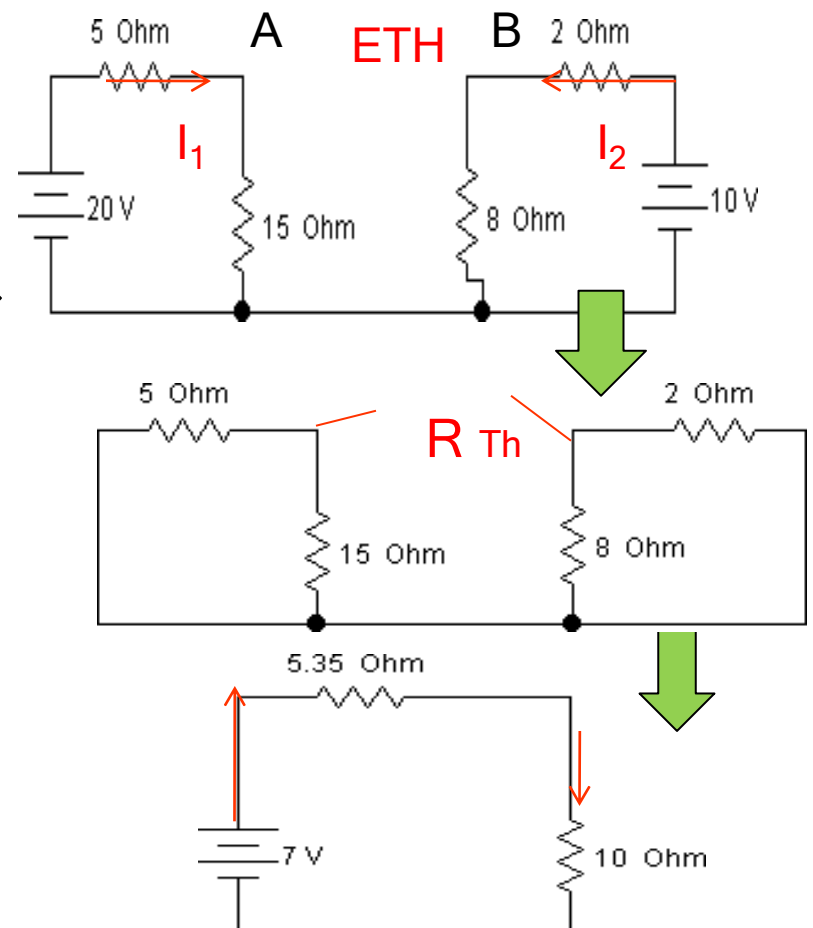 5 Ohm A ETH B 2 Ohm
I₁ I₂
20 V 15 Ohm 8 Ohm 10 V
5 Ohm 2 Ohm
R Th
15 Ohm 8 Ohm
5.35 Ohm
7 V 10 Ohm